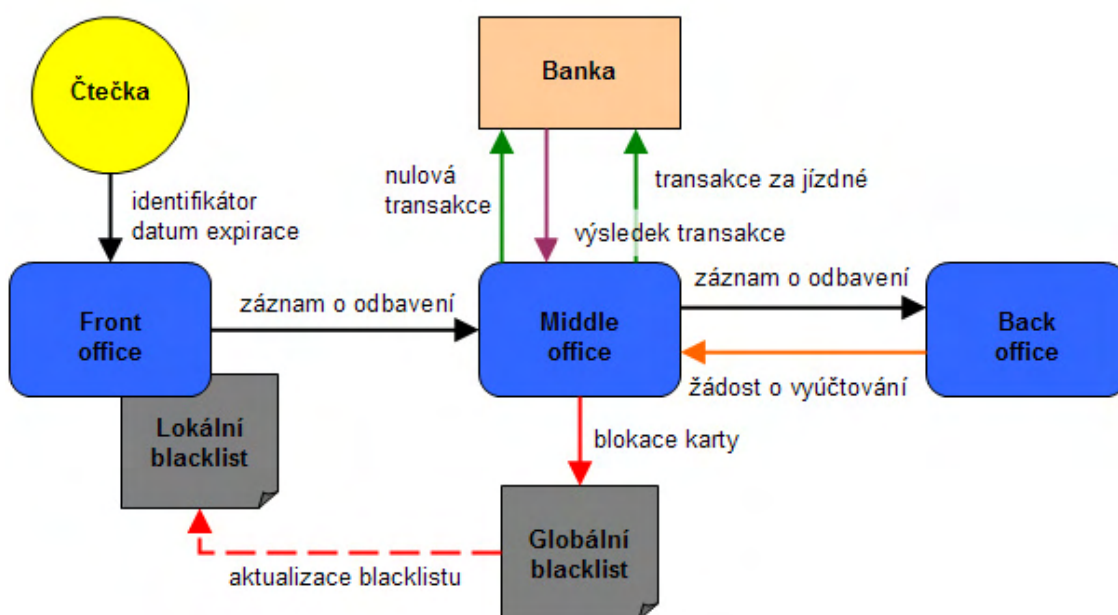 Čtečka
Banka
identifikátor
datum expirace
nulová
transakce
transakce za jízdné
výsledek transakce
Front
office
záznam o odbavení
Middle
office
záznam o odbavení
Back
office
žádost o vyúčtování
Lokální
blacklist
blokace karty
Globální
blacklist
aktualizace blacklistu